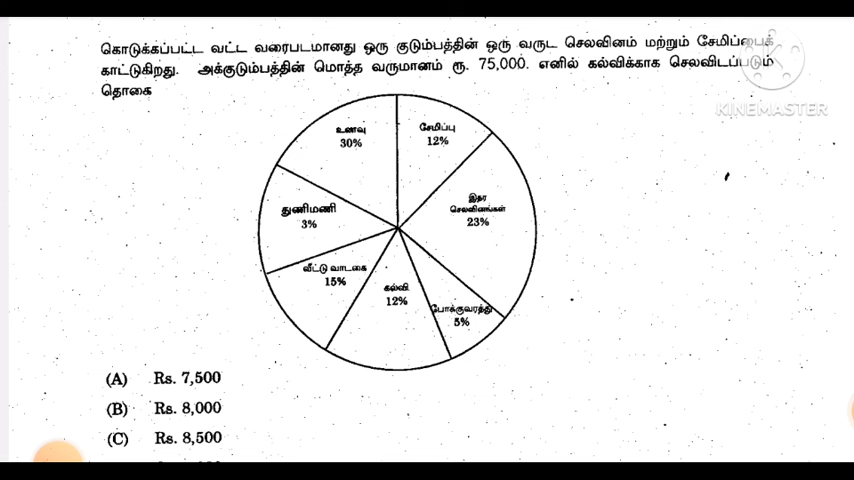 கொடுக்கப்பட்ட வட்ட வரைபடமானது ஒரு குடும்பத்தின் ஒரு வருட செலவினம் மற்றும் சேமிப்பைக்
காட்டுகிறது. அக்குடும்பத்தின் மொத்த வருமானம் ரூ. 75,000. எனில் கல்விக்காக செலவிடப்படும்
தொகை
KINEMASTER
உணவு
30%
சேமிப்பு
12%
இதர
செலவினங்கள்
23%
துணிமணி
3%
வீட்டு வாடகை
15%
கல்வி
12%
போக்குவரத்து
5%
(A) Rs. 7,500
(B) Rs. 8,000
(C) Rs. 8,500